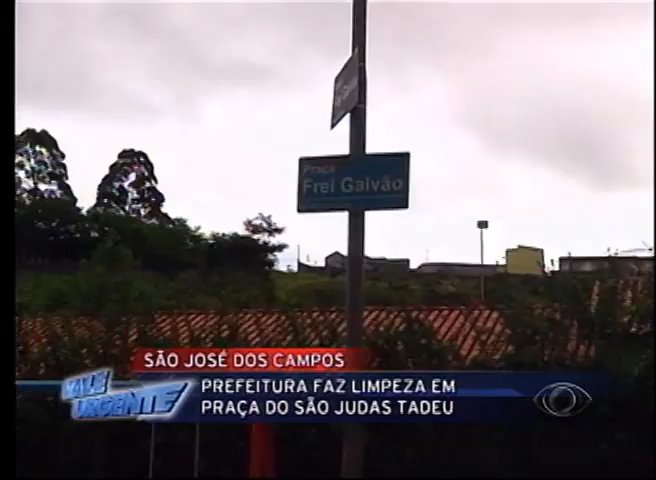 Praça
Frei Galvão
SÃO JOSÉ DOS CAMPOS
VALE
URGENTE
PREFEITURA FAZ LIMPEZA EM
PRAÇA DO SÃO JUDAS TADEU